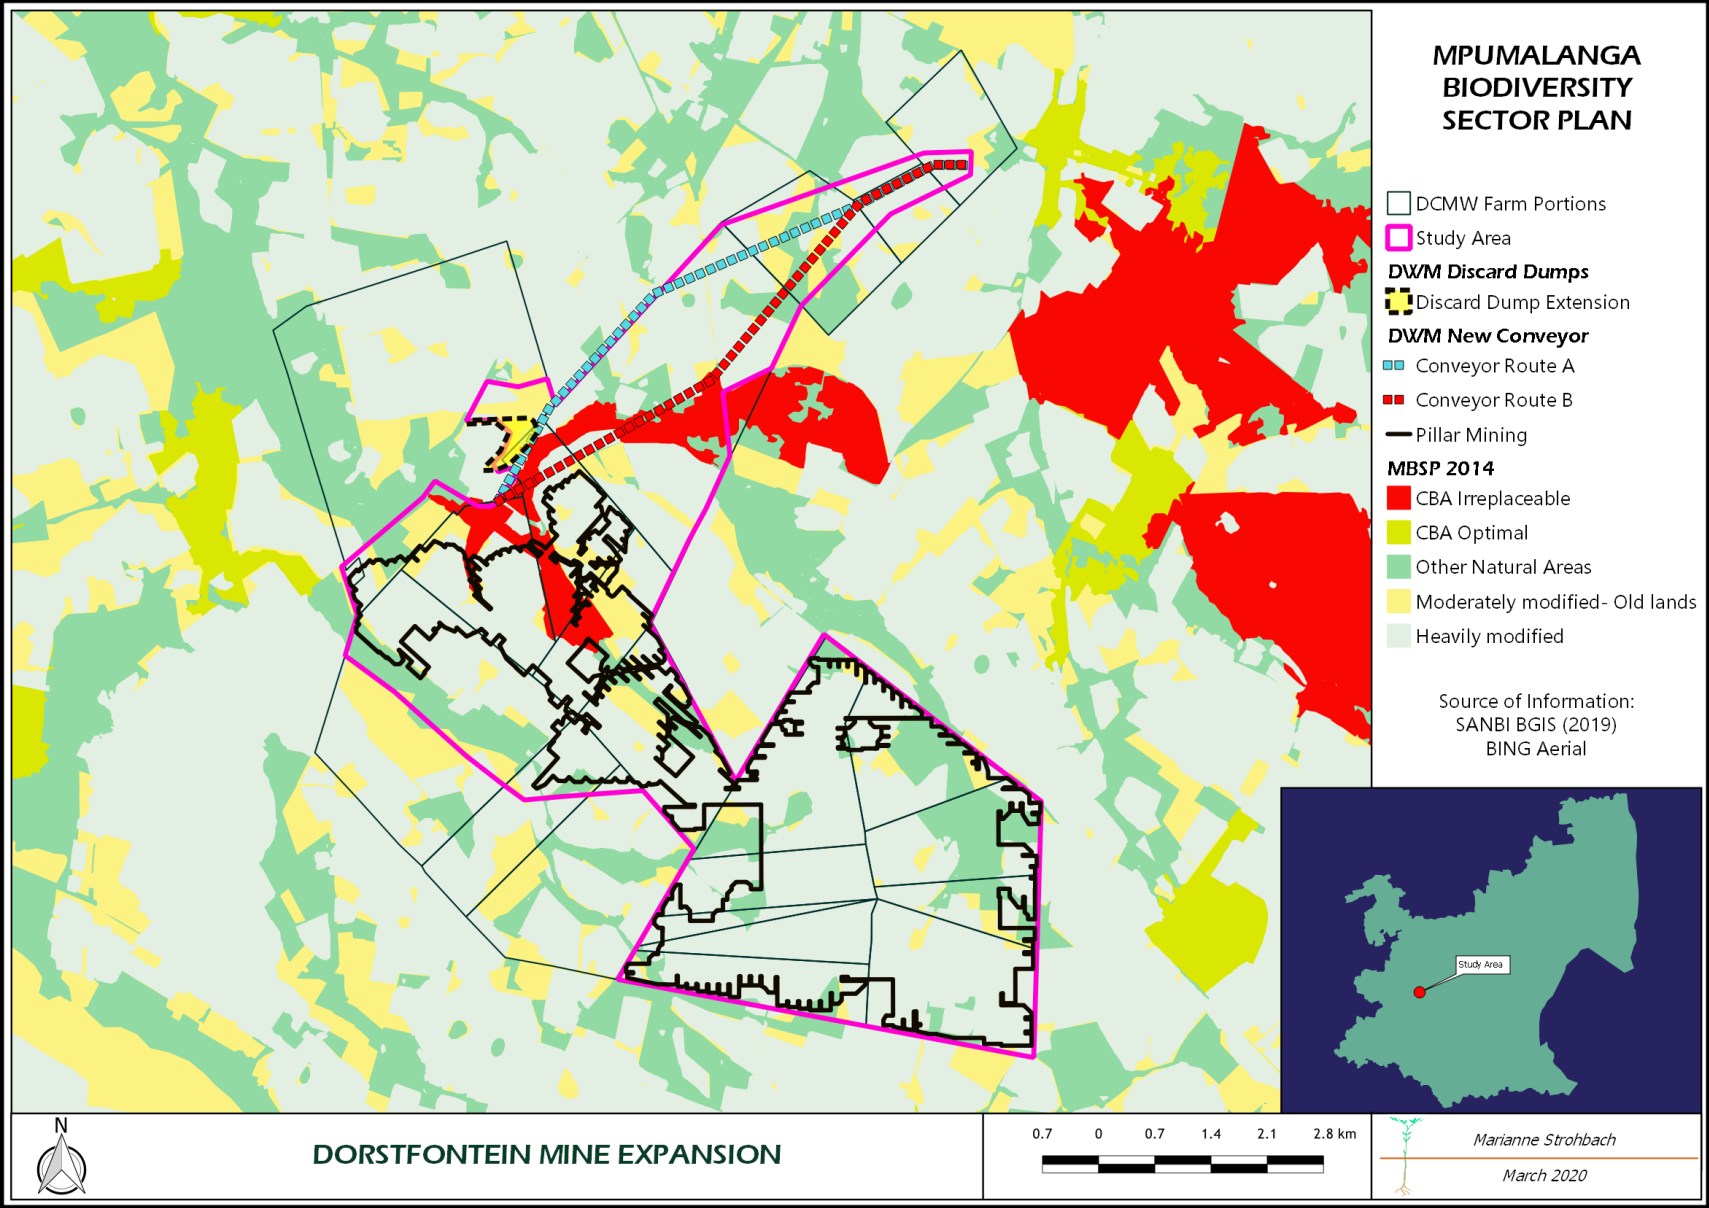 MPUMALANGA
BIODIVERSITY
SECTOR PLAN
DCMW Farm Portions
Study Area
DWM Discard Dumps
Discard Dump Extension
DWM New Conveyor
Conveyor Route A
Conveyor Route B
Pillar Mining
MBSP 2014
CBA Irreplaceable
CBA Optimal
Other Natural Areas
Moderately modified- Old lands
Heavily modified
Source of Information:
SANBI BGIS (2019)
BING Aerial
Study Area
N
DORSTFONTEIN MINE EXPANSION
0.7 0 0.7 1.4 2.1 2.8 km
Marianne Strohbach
March 2020